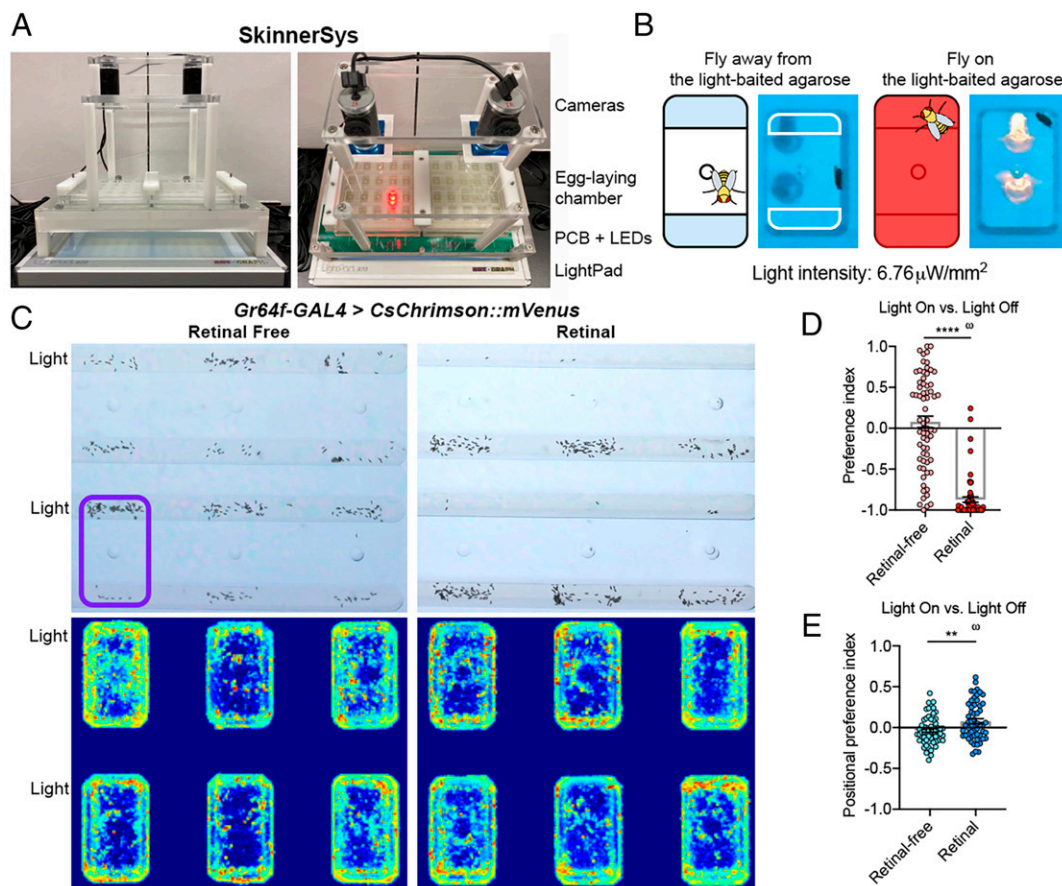 A
SkinnerSys
Cameras
Egg-laying
chamber
PCB + LEDs
LightPad
B
Fly away from
the light-baited agarose
Fly on
the light-baited agarose
Light intensity: 6.76μW/mm²
C
Gr64f-GAL4 > CsChrimson::mVenus
Retinal Free
Retinal
Light
Light
Light
Light
D
Light On vs. Light Off
**** ω
Preference index
1.0
0.5
0.0
-0.5
-1.0
Retinal-free
Retinal
E
Light On vs. Light Off
** ω
Positional preference index
1.0
0.5
0.0
-0.5
-1.0
Retinal-free
Retinal